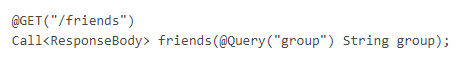 @GET("/friends")
Call<ResponseBody> friends(@Query("group") String group);